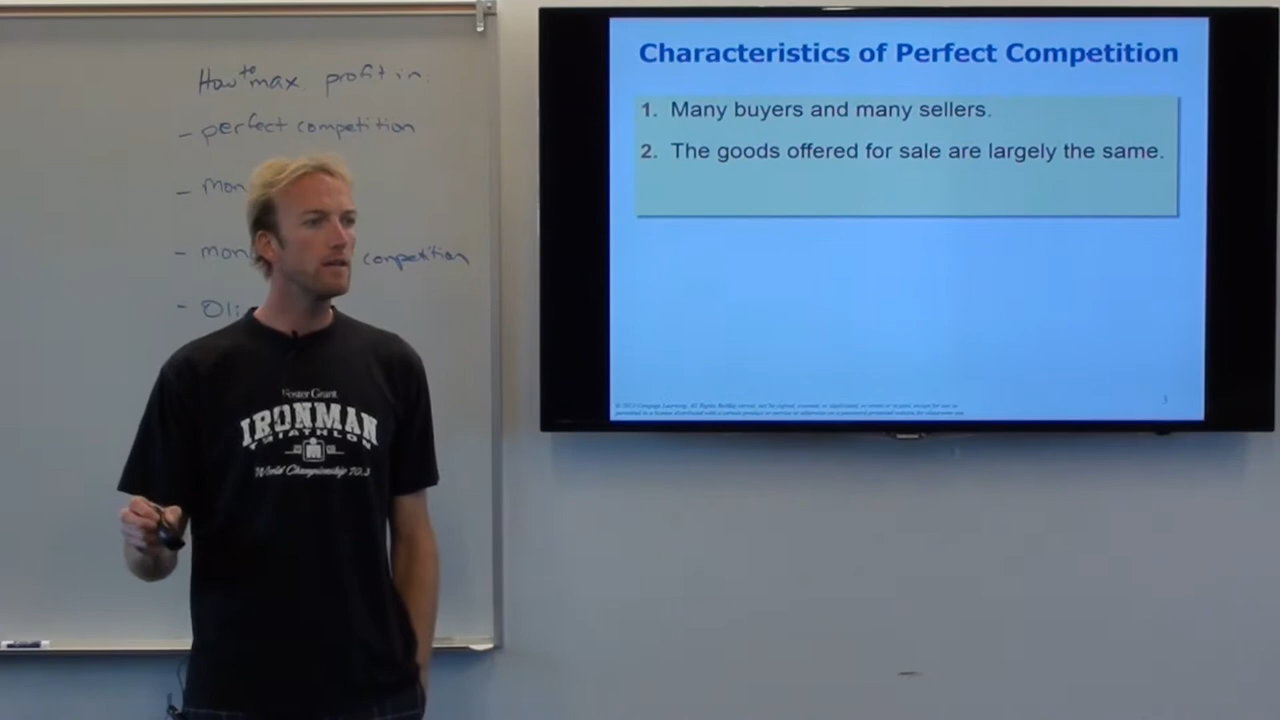 How to max profit in:
- perfect competition
- mon
- mon competition
- Oli
Foster Grant
IRONMAN
TRIATHLON
World Championship 70.3
Characteristics of Perfect Competition
1. Many buyers and many sellers.
2. The goods offered for sale are largely the same.
3